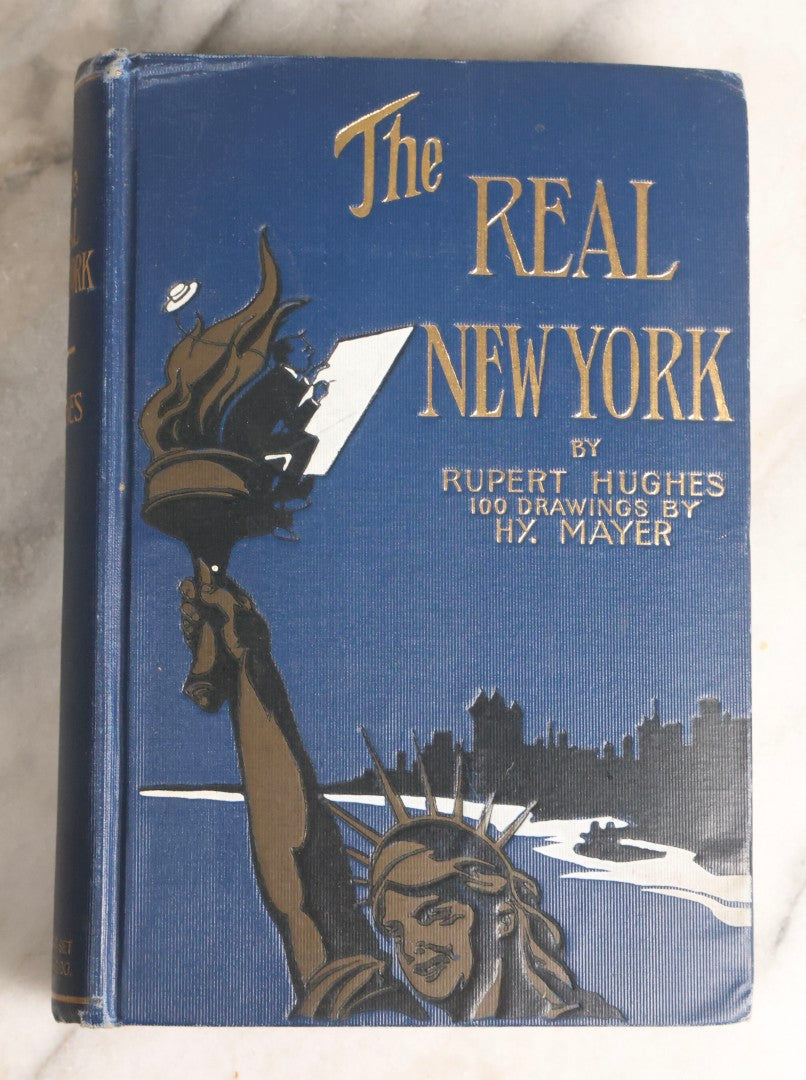 The
REAL
NEW YORK
BY
RUPERT HUGHES
100 DRAWINGS BY
HY. MAYER